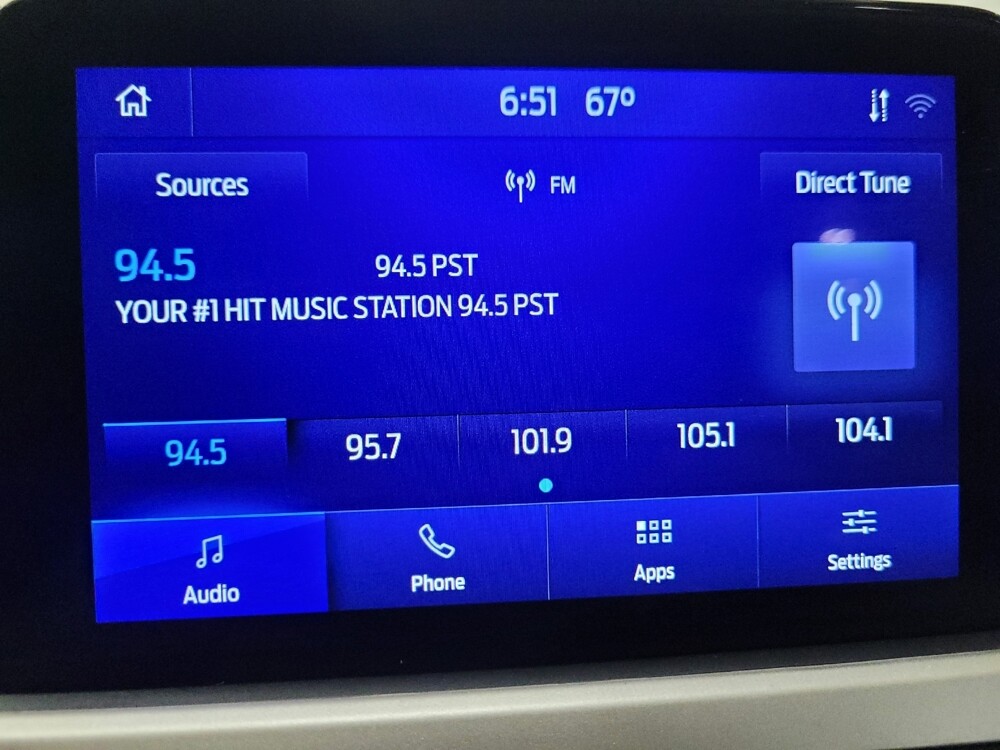 6:51 67º
Sources FM Direct Tune
94.5 94.5 PST
YOUR #1 HIT MUSIC STATION 94.5 PST
94.5 95.7 101.9 105.1 104.1
Audio Phone Apps Settings